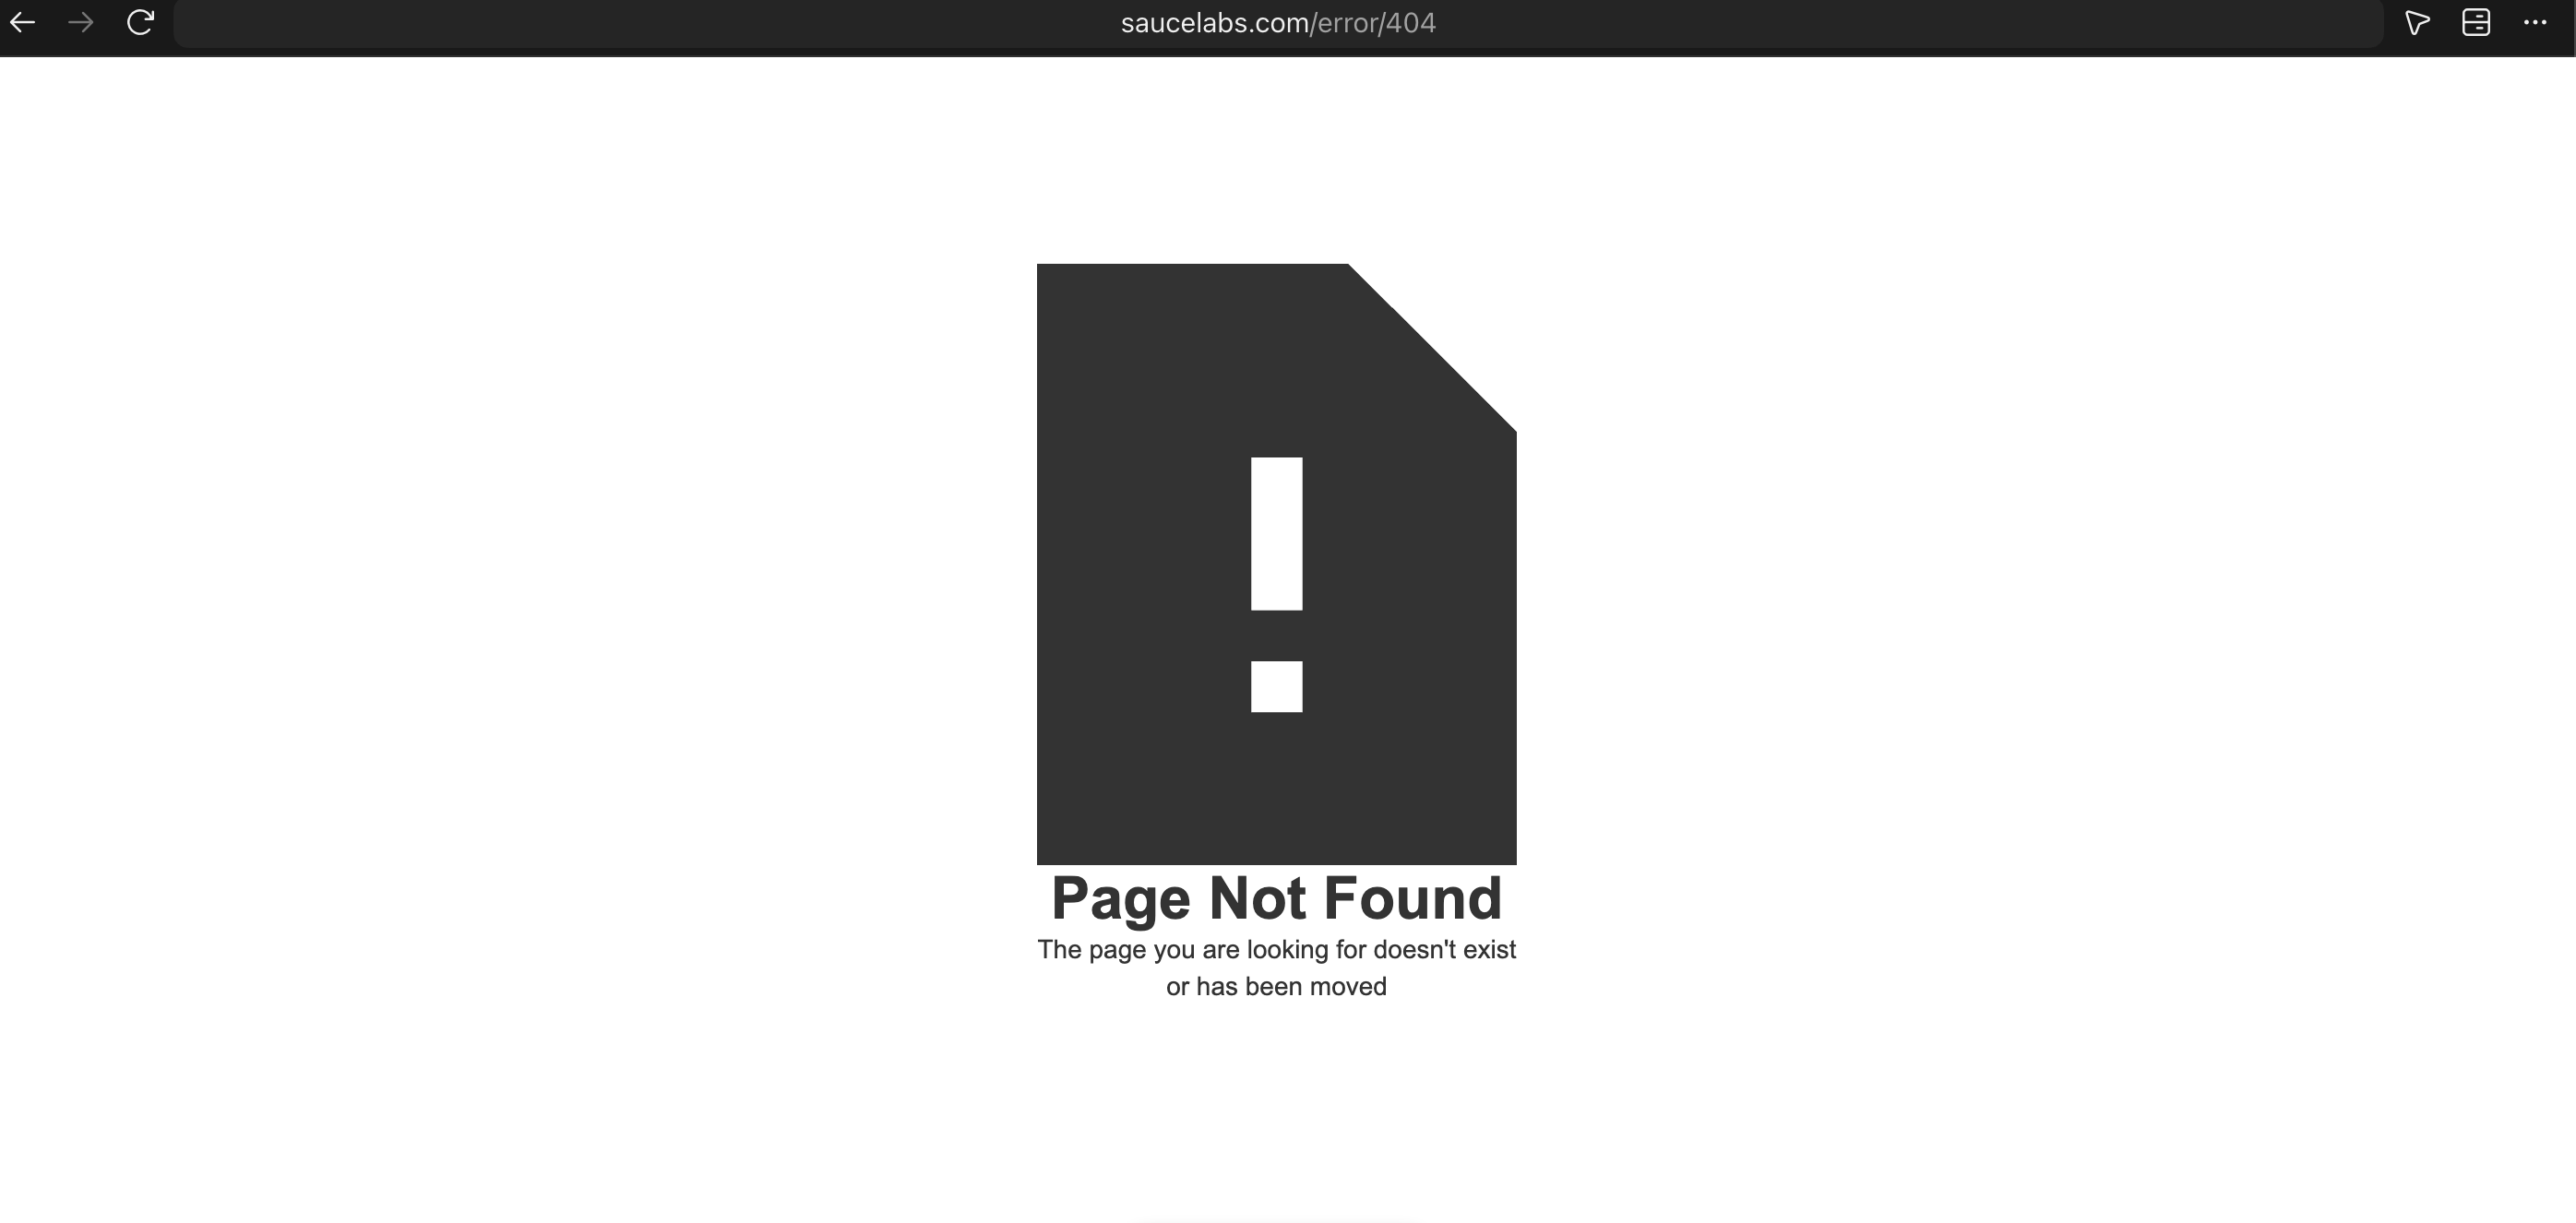 saucelabs.com/error/404
!
Page Not Found
The page you are looking for doesn't exist
or has been moved